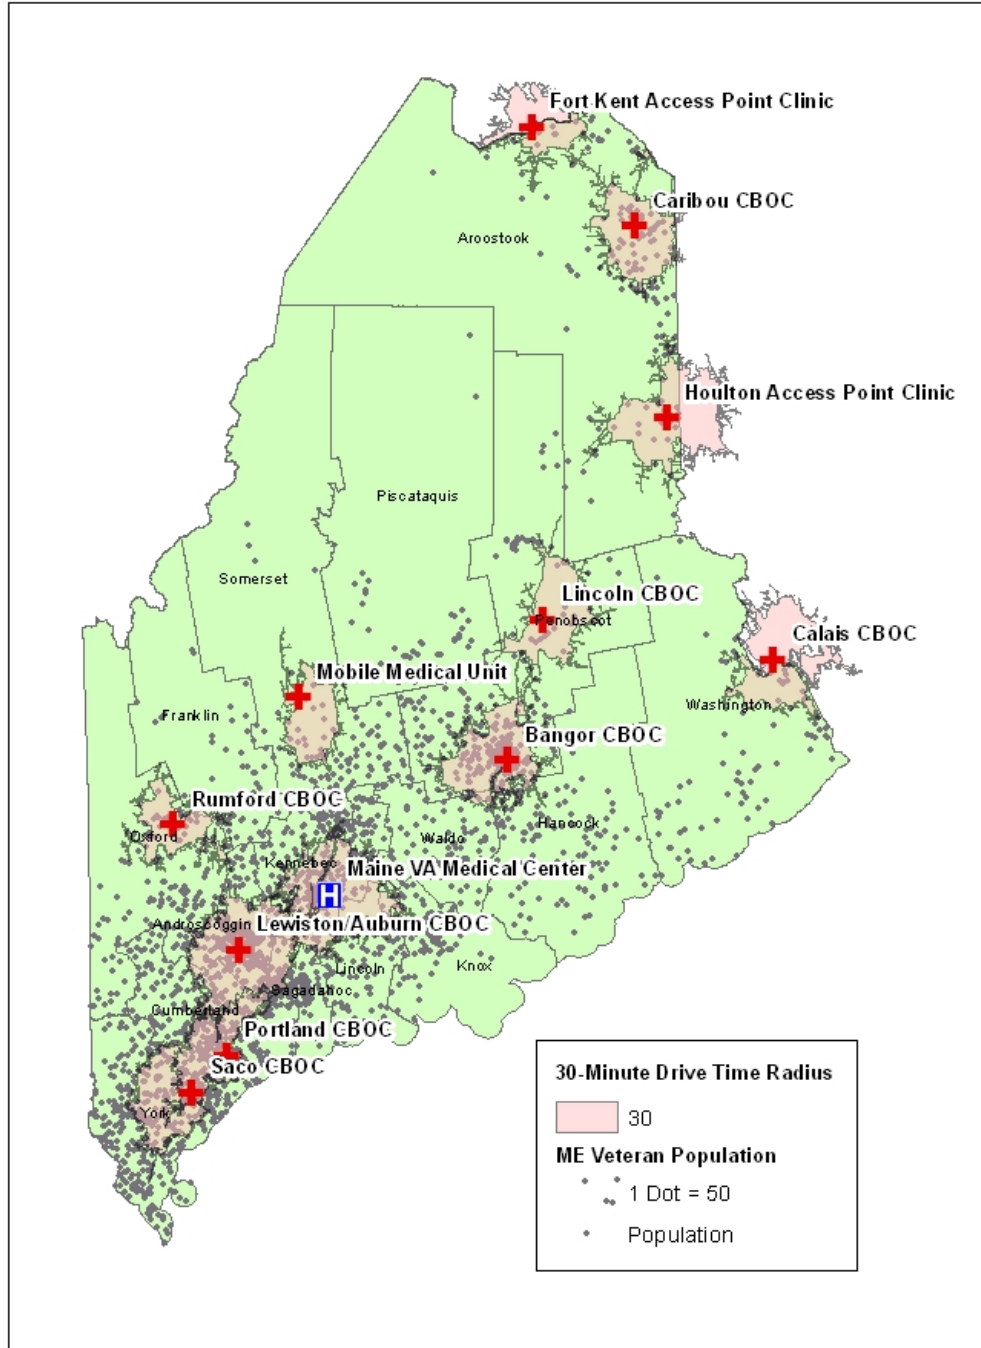 Fort Kent Access Point Clinic
Caribou CBOC
Aroostook
Houlton Access Point Clinic
Piscataquis
Somerset
Lincoln CBOC
Penobscot
Calais CBOC
Mobile Medical Unit
Washington
Franklin
Bangor CBOC
Rumford CBOC
Hancock
Oxford
Waldo
Kennebec
Maine VA Medical Center
H
Androscoggin
Lewiston/Auburn CBOC
Lincoln
Knox
Sagadahoc
Cumberland
Portland CBOC
Saco CBOC
York
30-Minute Drive Time Radius
30
ME Veteran Population
1 Dot = 50
Population